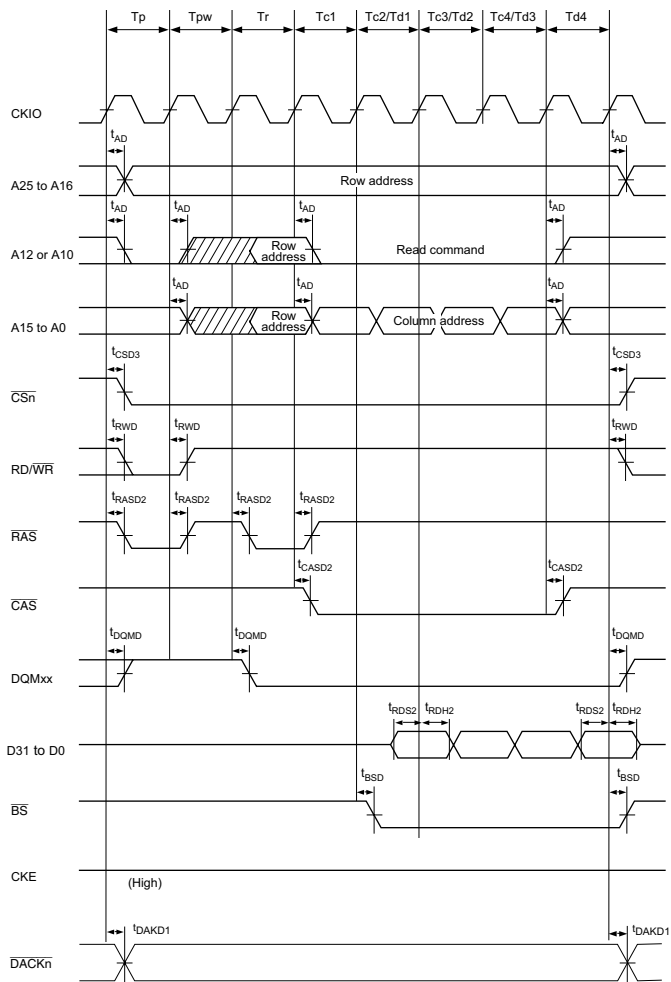 Tp Tpw Tr Tc1 Tc2/Td1 Tc3/Td2 Tc4/Td3 Td4
CKIO
tAD tAD
A25 to A16 Row address
tAD tAD tAD tAD
A12 or A10 Row address Read command
tAD tAD tAD
A15 to A0 Row address Column address
tCSD3 tCSD3
CSn
tRWD tRWD tRWD
RD/WR
tRASD2 tRASD2 tRASD2 tRASD2
RAS
tCASD2 tCASD2
CAS
tDQMD tDQMD tDQMD
DQMxx
tRDS2 tRDH2 tRDS2 tRDH2
D31 to D0
tBSD tBSD
BS
CKE
(High)
tDAKD1 tDAKD1
DACKn